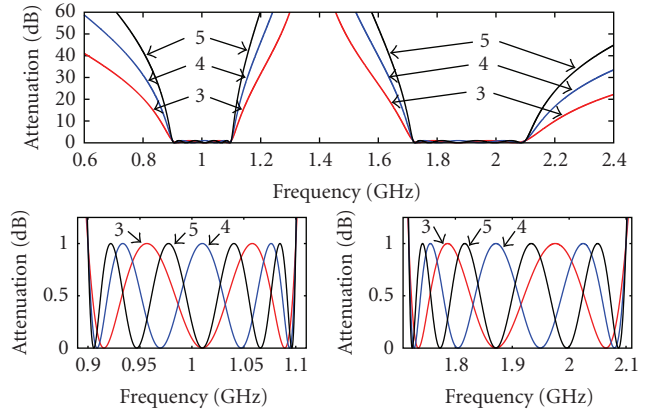 Attenuation (dB)
60
50
40
30
20
10
0
5
4
3
5
4
3
0.6 0.8 1 1.2 1.4 1.6 1.8 2 2.2 2.4
Frequency (GHz)
Attenuation (dB)
1
0.5
0
3 5 4
0.9 0.95 1 1.05 1.1
Frequency (GHz)
Attenuation (dB)
1
0.5
0
3 5 4
1.8 1.9 2 2.1
Frequency (GHz)